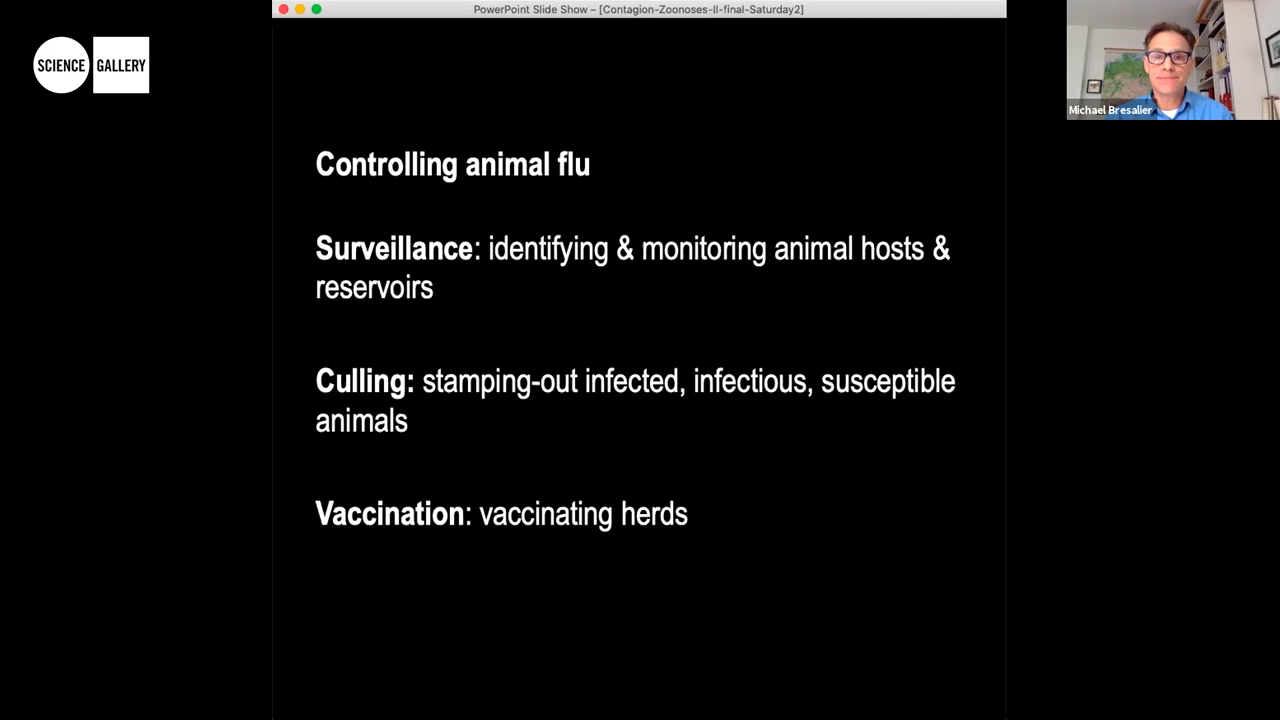 PowerPoint Slide Show – [Contagion-Zoonoses-II-final-Saturday2]
SCIENCE GALLERY
Michael Bresalier
Controlling animal flu
Surveillance: identifying & monitoring animal hosts &
reservoirs
Culling: stamping-out infected, infectious, susceptible
animals
Vaccination: vaccinating herds